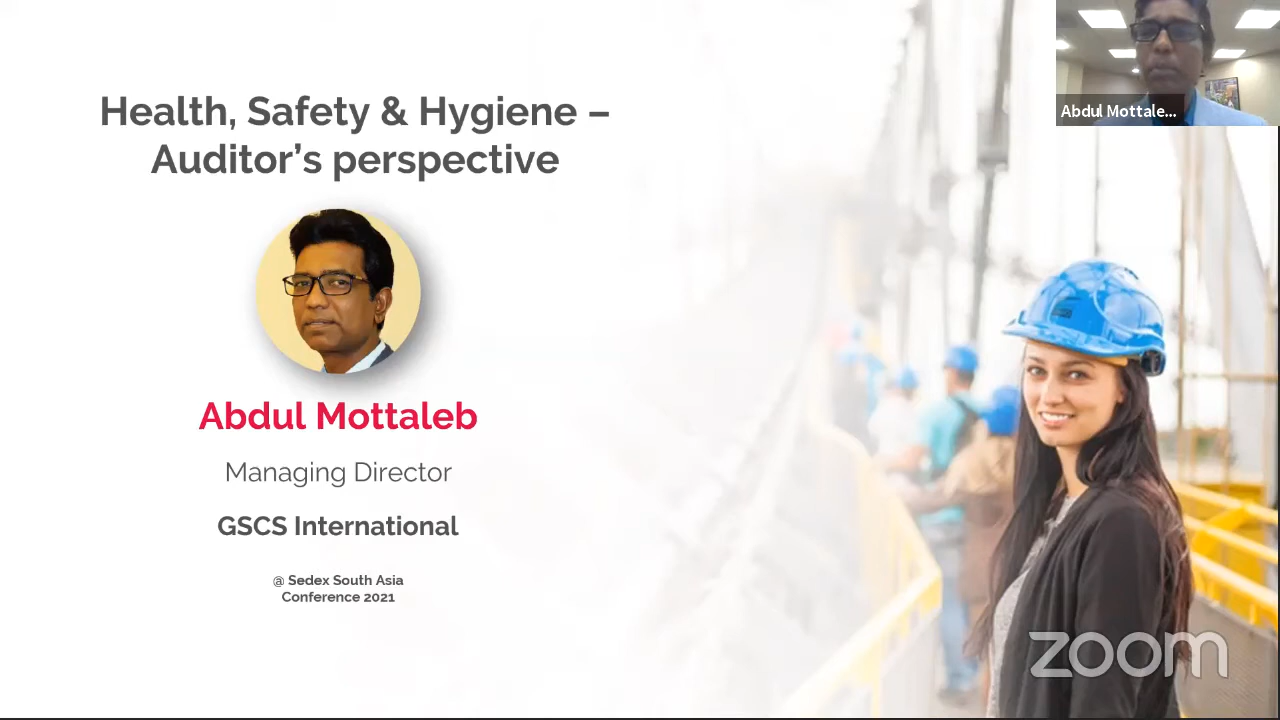 Health, Safety & Hygiene –
Auditor’s perspective
Abdul Mottaleb
Managing Director
GSCS International
@ Sedex South Asia
Conference 2021
Abdul Mottale...
zoom